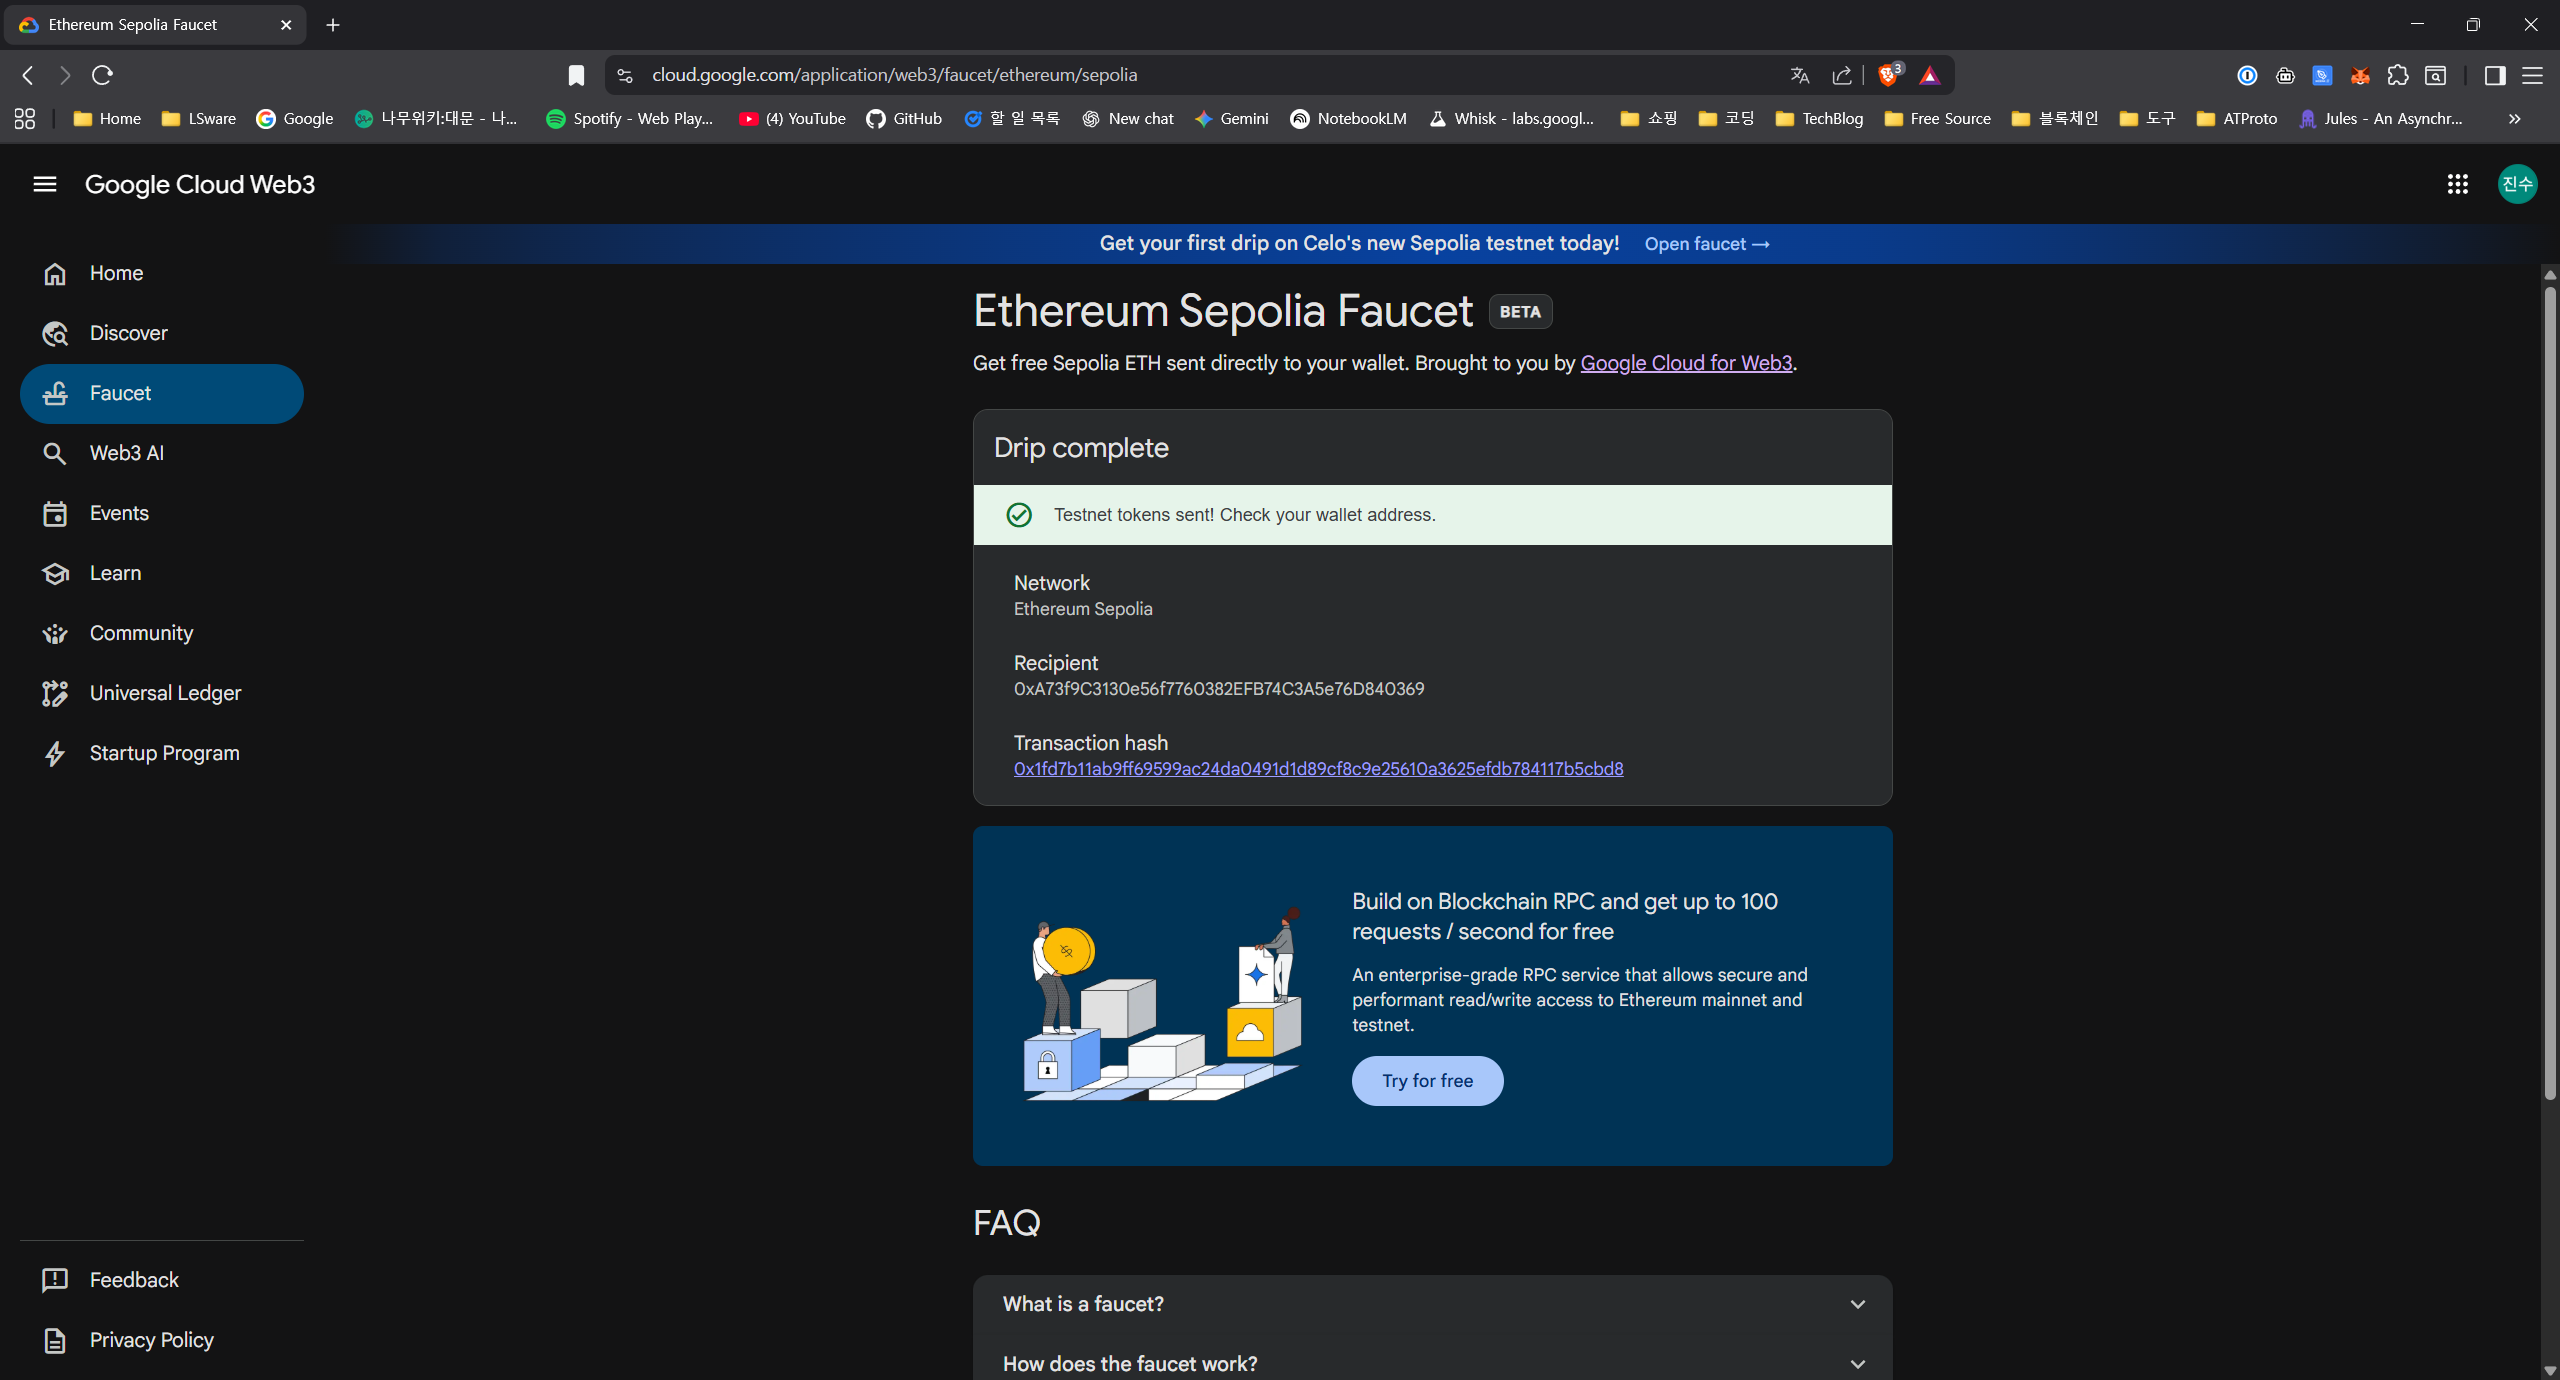 Ethereum Sepolia Faucet
cloud.google.com/application/web3/faucet/ethereum/sepolia
3
Home
LSware
Google
나무위키:대문 - 나...
Spotify - Web Play...
(4) YouTube
GitHub
할 일 목록
New chat
Gemini
NotebookLM
Whisk - labs.googl...
쇼핑
코딩
TechBlog
Free Source
블록체인
도구
ATProto
Jules - An Asynchr...
Google Cloud Web3
진수
Get your first drip on Celo's new Sepolia testnet today! Open faucet →
Home
Discover
Faucet
Web3 AI
Events
Learn
Community
Universal Ledger
Startup Program
Feedback
Privacy Policy
Ethereum Sepolia Faucet BETA
Get free Sepolia ETH sent directly to your wallet. Brought to you by Google Cloud for Web3.
Drip complete
Testnet tokens sent! Check your wallet address.
Network
Ethereum Sepolia
Recipient
0xA73f9C3130e56f7760382EFB74C3A5e76D840369
Transaction hash
0x1fd7b11ab9ff69599ac24da0491d1d89cf8c9e25610a3625efdb784117b5cbd8
Build on Blockchain RPC and get up to 100
requests / second for free
An enterprise-grade RPC service that allows secure and
performant read/write access to Ethereum mainnet and
testnet.
Try for free
FAQ
What is a faucet?
How does the faucet work?